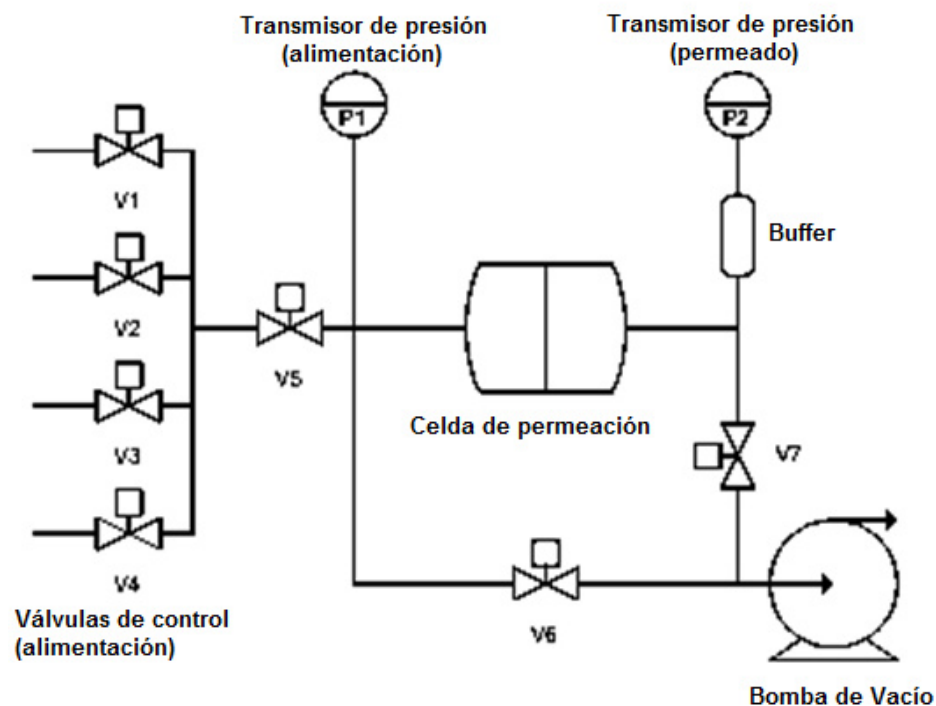 Transmisor de presión
(alimentación)
Transmisor de presión
(permeado)
P1
P2
V1
Buffer
V2
V5
V3
Celda de permeación
V7
V4
Válvulas de control
(alimentación)
V6
Bomba de Vacío